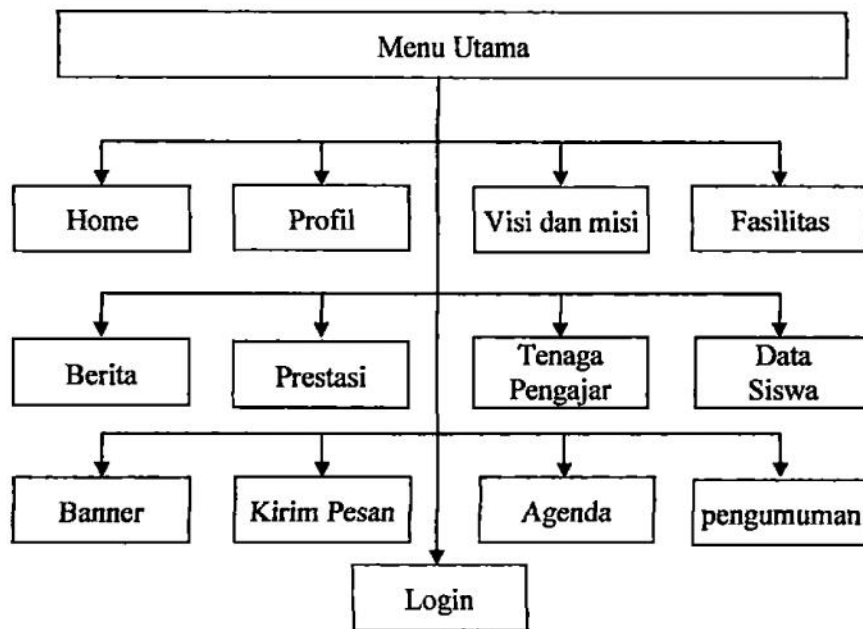 Menu Utama
Home
Profil
Visi dan misi
Fasilitas
Berita
Prestasi
Tenaga
Pengajar
Data
Siswa
Banner
Kirim Pesan
Agenda
pengumuman
Login